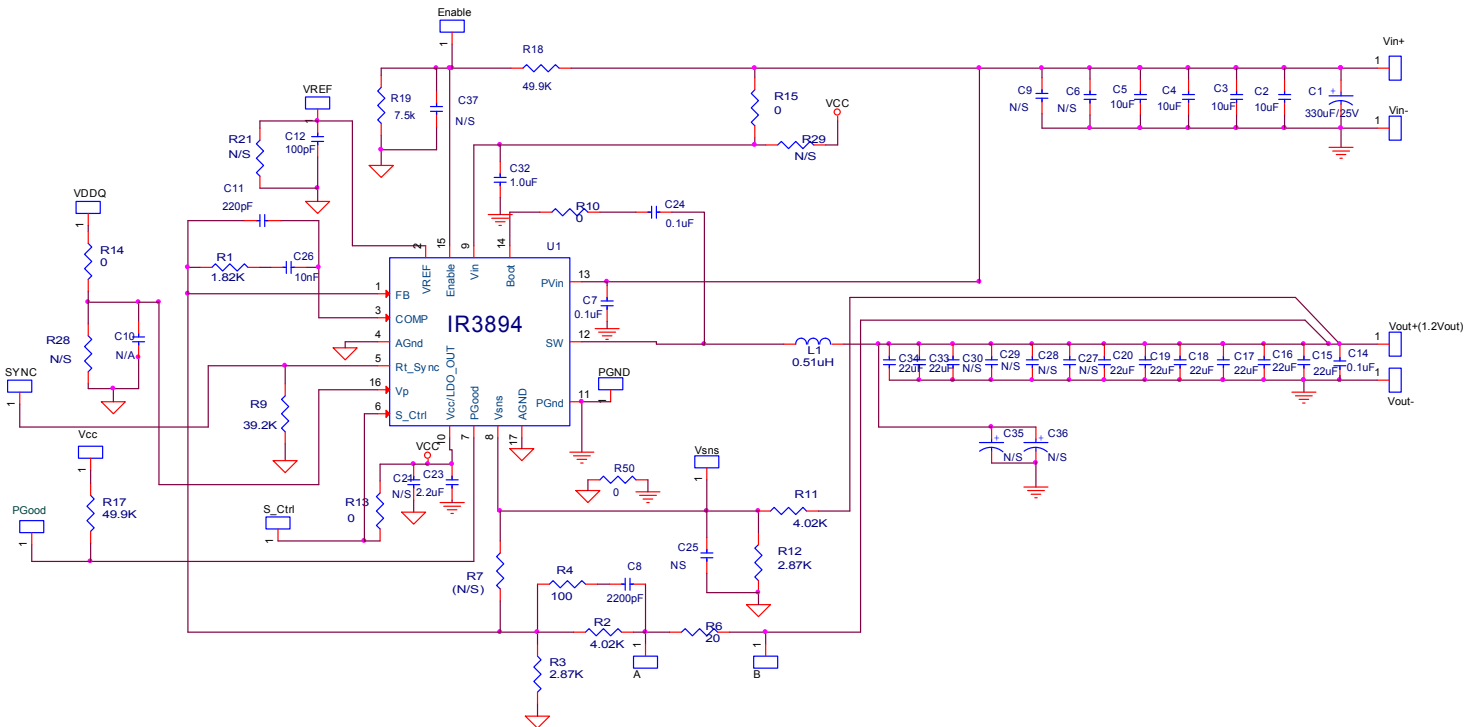 Enable
1
R18
49.9K
Vin+
1
R19
7.5k
C37
N/S
R15
0
VCC
R29
N/S
C9
N/S
C6
N/S
C5
10uF
C4
10uF
C3
10uF
C2
10uF
C1
+
330uF/25V
Vin-
1
VREF
1
R21
N/S
C12
100pF
C32
1.0uF
C11
220pF
VDDQ
1
R14
0
R10
0
C24
0.1uF
R1
1.82K
C26
10nF
2
15
9
14
U1
VREF
Enable
Vin
Boot
PVin
13
C7
0.1uF
1
FB
3
COMP
IR3894
4
AGnd
SW
12
L1
0.51uH
5
Rt_Sync
16
Vp
6
S_Ctrl
Vcc/LDO_OUT
PGood
Vsns
AGND
PGnd
11
PGND
1
10
7
8
17
R28
N/S
C10
N/A
SYNC
1
R9
39.2K
C34
22uF
C33
22uF
C30
N/S
C29
N/S
C28
N/S
C27
N/S
C20
22uF
C19
22uF
C18
22uF
C17
22uF
C16
22uF
C15
22uF
C14
0.1uF
Vout+(1.2Vout)
1
1
Vout-
C35
+
N/S
C36
+
N/S
Vcc
1
R17
49.9K
PGood
1
S_Ctrl
1
R13
0
VCC
C21
N/S
C23
2.2uF
R50
0
Vsns
1
R11
4.02K
C25
NS
R12
2.87K
R7
(N/S)
R4
100
C8
2200pF
R2
4.02K
R6
20
R3
2.87K
1
A
1
B